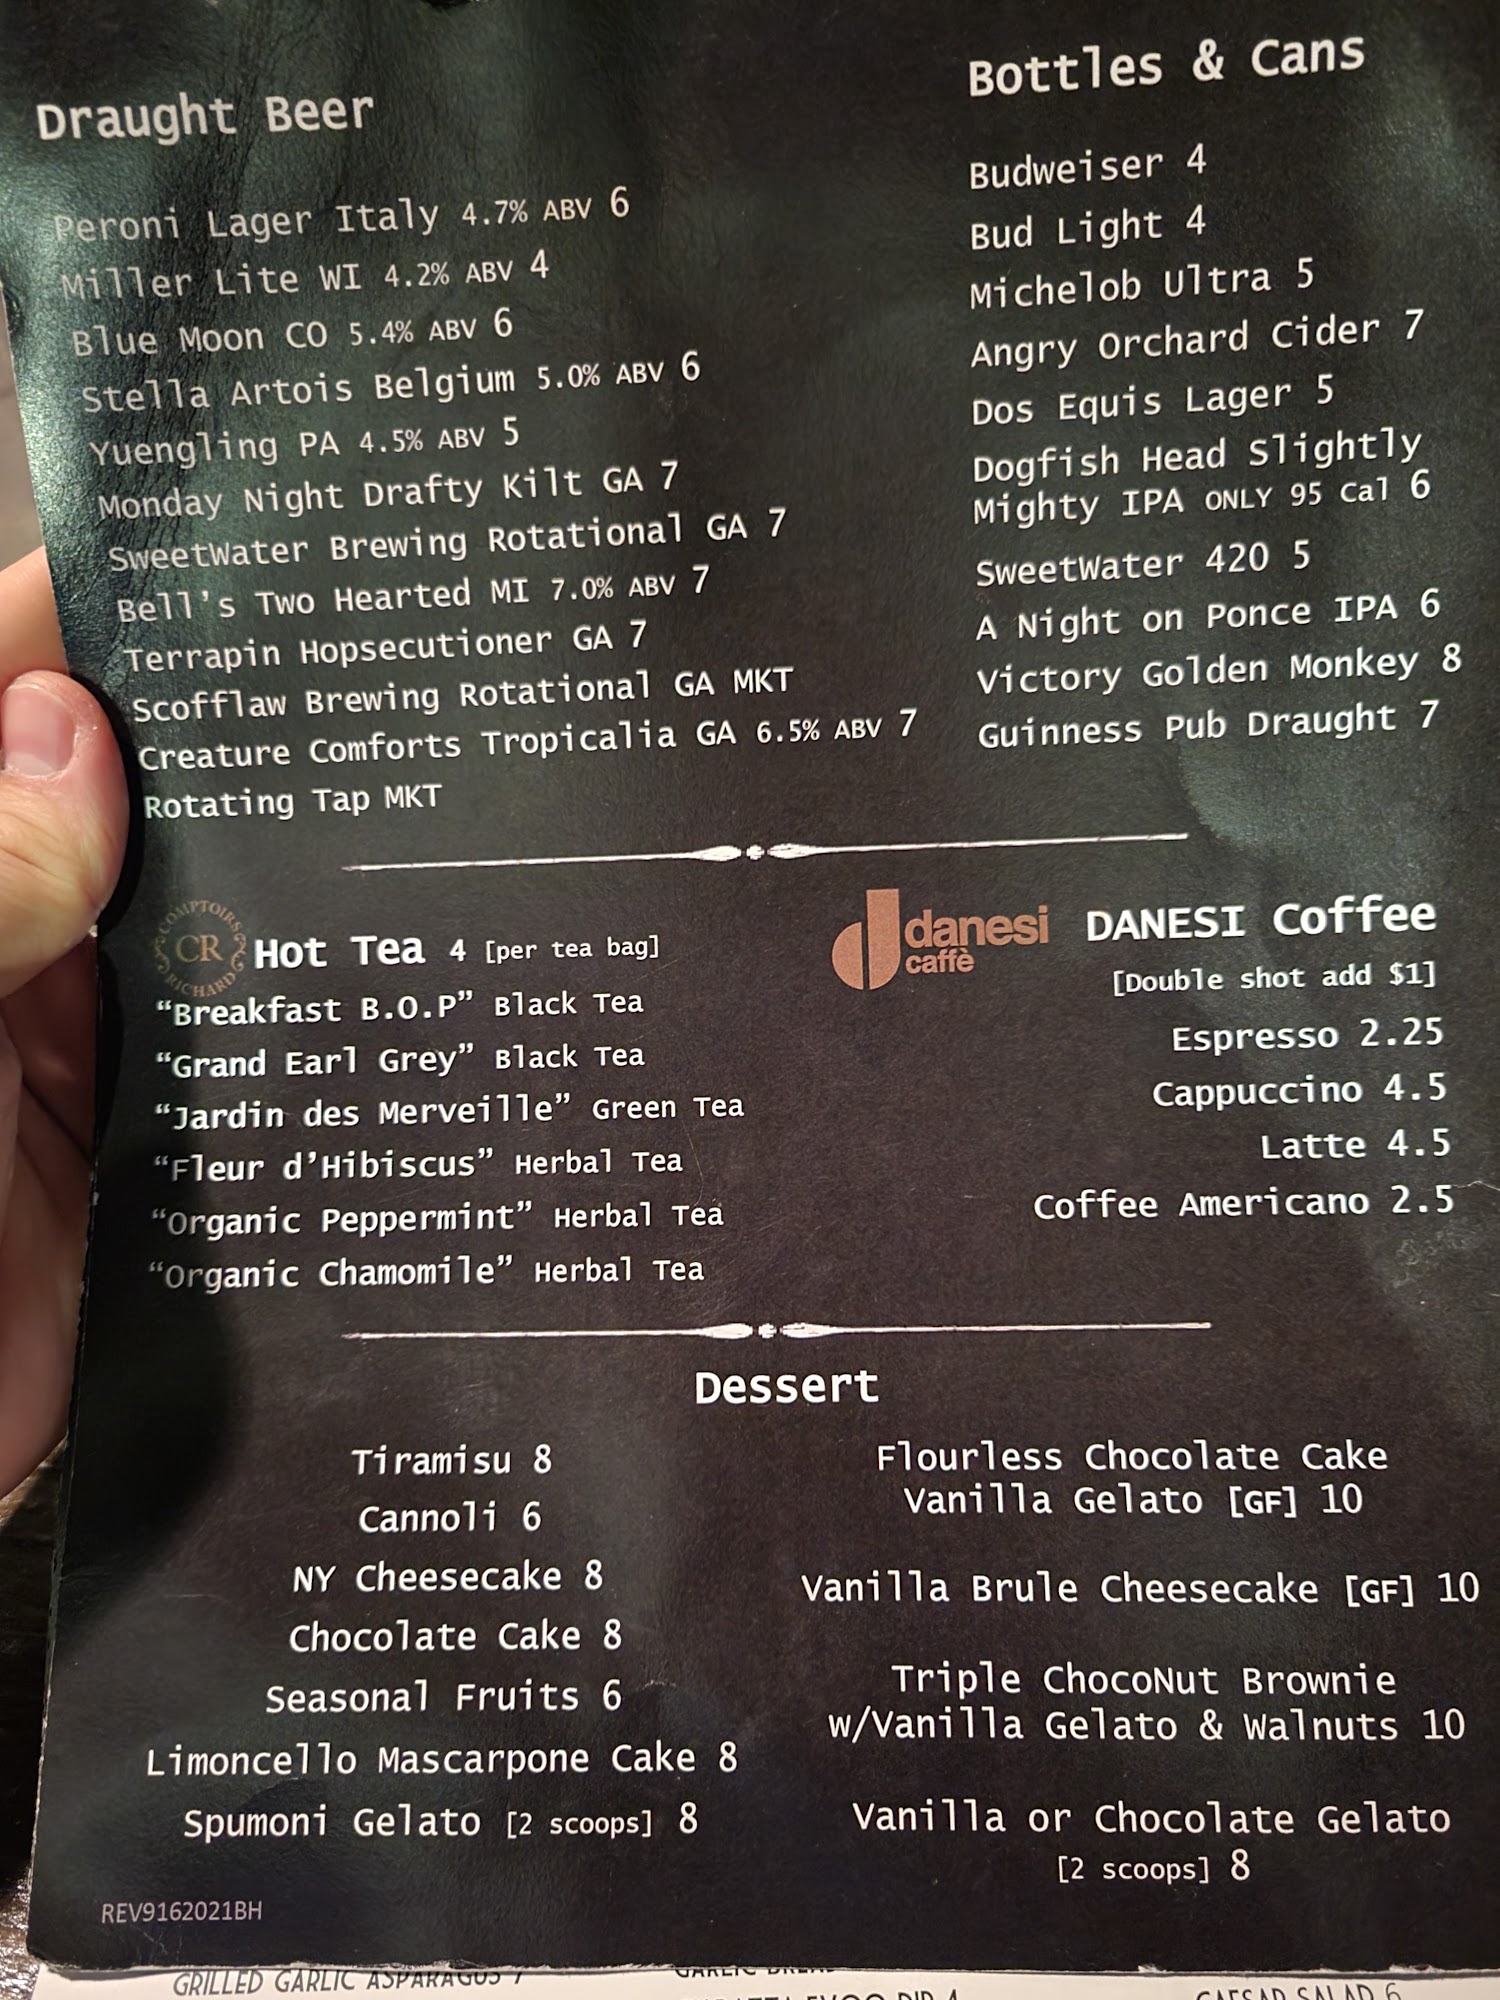 Draught Beer
Peroni Lager Italy 4.7% ABV 6
Miller Lite WI 4.2% ABV 4
Blue Moon CO 5.4% ABV 6
Stella Artois Belgium 5.0% ABV 6
Yuengling PA 4.5% ABV 5
Monday Night Drafty Kilt GA 7
SweetWater Brewing Rotational GA 7
Bell's Two Hearted MI 7.0% ABV 7
Terrapin Hopsecutioner GA 7
Scofflaw Brewing Rotational GA MKT
Creature Comforts Tropicalia GA 6.5% ABV 7
Rotating Tap MKT
Bottles & Cans
Budweiser 4
Bud Light 4
Michelob Ultra 5
Angry Orchard Cider 7
Dos Equis Lager 5
Dogfish Head Slightly
Mighty IPA ONLY 95 Cal 6
SweetWater 420 5
A Night on Ponce IPA 6
Victory Golden Monkey 8
Guinness Pub Draught 7
COMPTOIRS
CR
RICHARD
Hot Tea 4 [per tea bag]
“Breakfast B.O.P” Black Tea
“Grand Earl Grey” Black Tea
“Jardin des Merveille” Green Tea
“Fleur d’Hibiscus” Herbal Tea
“Organic Peppermint” Herbal Tea
“Organic Chamomile” Herbal Tea
danesi
caffè
DANESI Coffee
[Double shot add $1]
Espresso 2.25
Cappuccino 4.5
Latte 4.5
Coffee Americano 2.5
Dessert
Tiramisu 8
Cannoli 6
NY Cheesecake 8
Chocolate Cake 8
Seasonal Fruits 6
Limoncello Mascarpone Cake 8
Spumoni Gelato [2 scoops] 8
Flourless Chocolate Cake
Vanilla Gelato [GF] 10
Vanilla Brule Cheesecake [GF] 10
Triple ChocoNut Brownie
w/Vanilla Gelato & Walnuts 10
Vanilla or Chocolate Gelato
[2 scoops] 8
REV9162021BH
GRILLED GARLIC ASPARAGUS 7
GARLIC
EVOO DIP 4
CAESAR SALAD 6